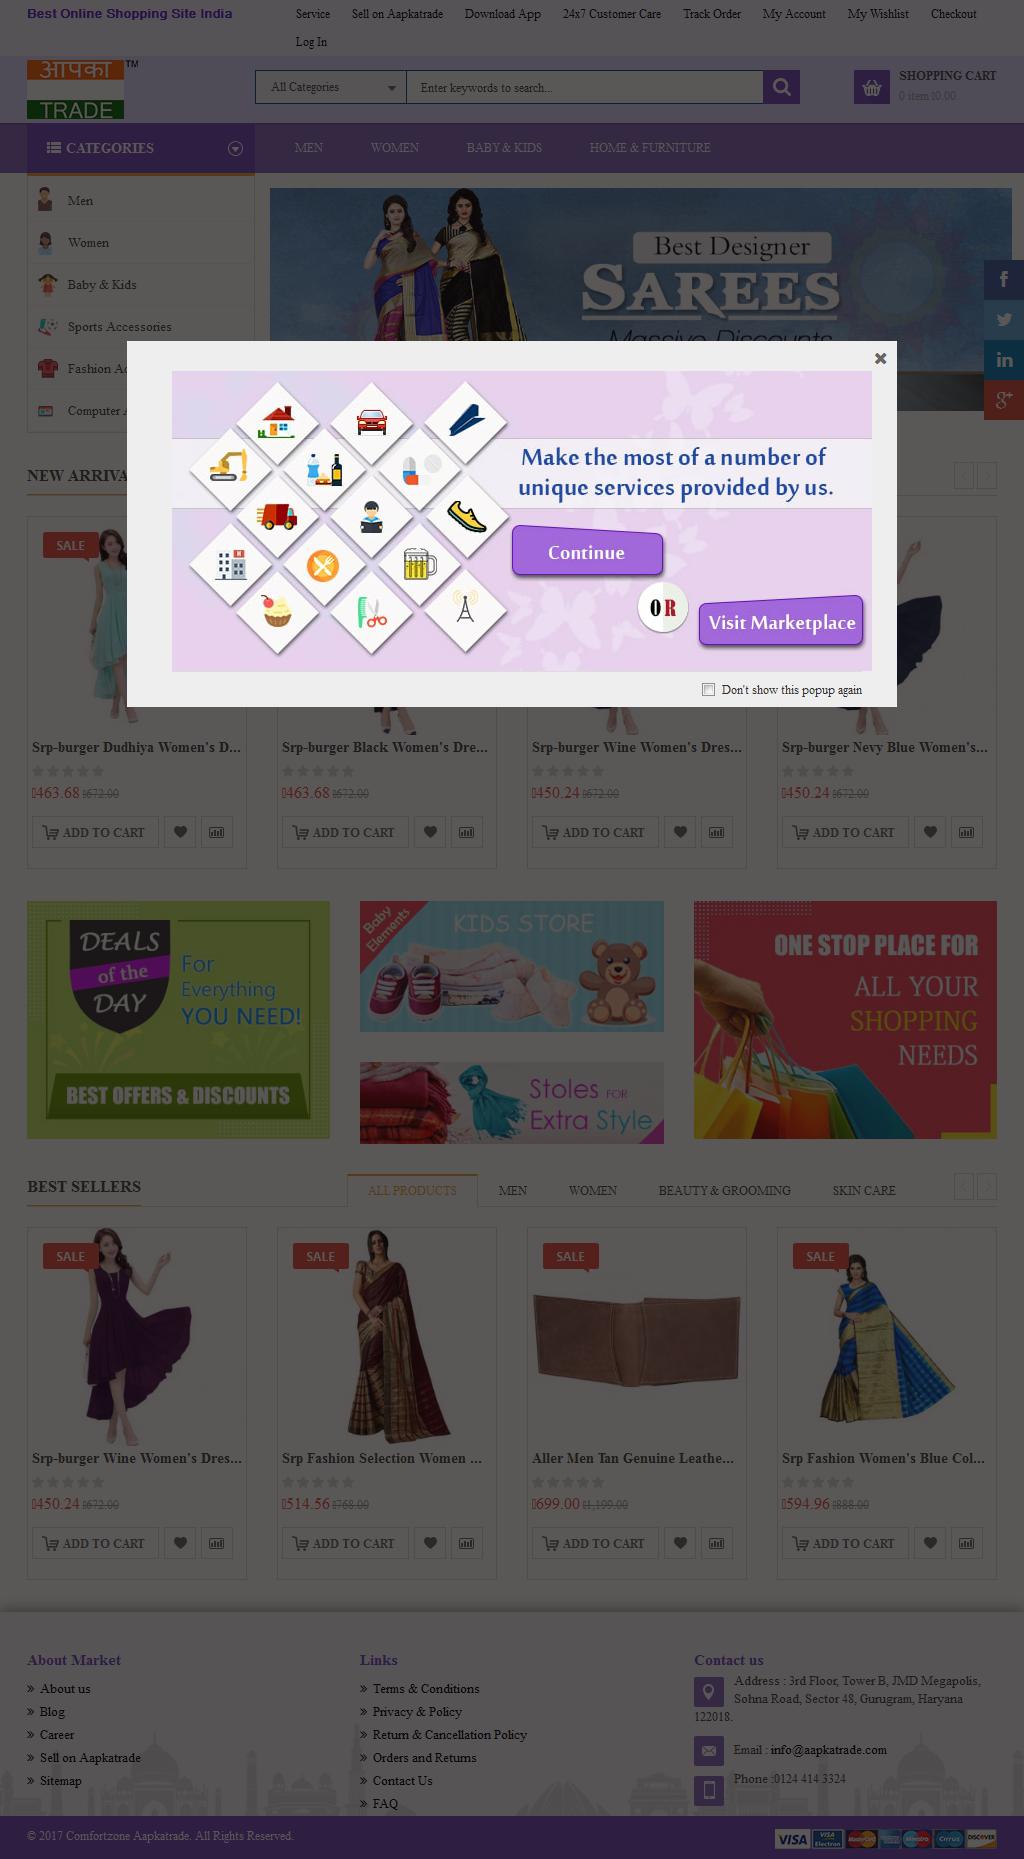 Best Online Shopping Site India
Service Sell on Aapkatrade Download App 24x7 Customer Care Track Order My Account My Wishlist Checkout
Log In
आपका TM
TRADE
All Categories Enter keywords to search...
SHOPPING CART
0 item 0.00
CATEGORIES MEN WOMEN BABY & KIDS HOME & FURNITURE
Men
Women
Baby & Kids
Sports Accessories
Fashion Ac
Computer A
Best Designer
SAREES
Massive Discounts
f
in
g+
Make the most of a number of
unique services provided by us.
Continue
OR
Visit Marketplace
Don't show this popup again
NEW ARRIVA
SALE
Srp-burger Dudhiya Women's D... Srp-burger Black Women's Dre... Srp-burger Wine Women's Dres... Srp-burger Nevy Blue Women's...
463.68 672.00 463.68 672.00 450.24 672.00 450.24 672.00
ADD TO CART ADD TO CART ADD TO CART ADD TO CART
DEALS
of the
DAY
For
Everything
YOU NEED!
BEST OFFERS & DISCOUNTS
Baby
Elements
KIDS STORE
Stoles FOR
Extra Style
ONE STOP PLACE FOR
ALL YOUR
SHOPPING
NEEDS
BEST SELLERS ALL PRODUCTS MEN WOMEN BEAUTY & GROOMING SKIN CARE
SALE SALE SALE SALE
Srp-burger Wine Women's Dres... Srp Fashion Selection Women ... Aller Men Tan Genuine Leathe... Srp Fashion Women's Blue Col...
450.24 672.00 514.56 768.00 699.00 1,199.00 594.96 888.00
ADD TO CART ADD TO CART ADD TO CART ADD TO CART
About Market
» About us
» Blog
» Career
» Sell on Aapkatrade
» Sitemap
Links
» Terms & Conditions
» Privacy & Policy
» Return & Cancellation Policy
» Orders and Returns
» Contact Us
» FAQ
Contact us
Address : 3rd Floor, Tower B, JMD Megapolis,
Sohna Road, Sector 48, Gurugram, Haryana
122018.
Email : info@aapkatrade.com
Phone :0124 414 3324
© 2017 Comfortzone Aapkatrade. All Rights Reserved.
VISA VISA Electron MasterCard Maestro Cirrus DISCOVER